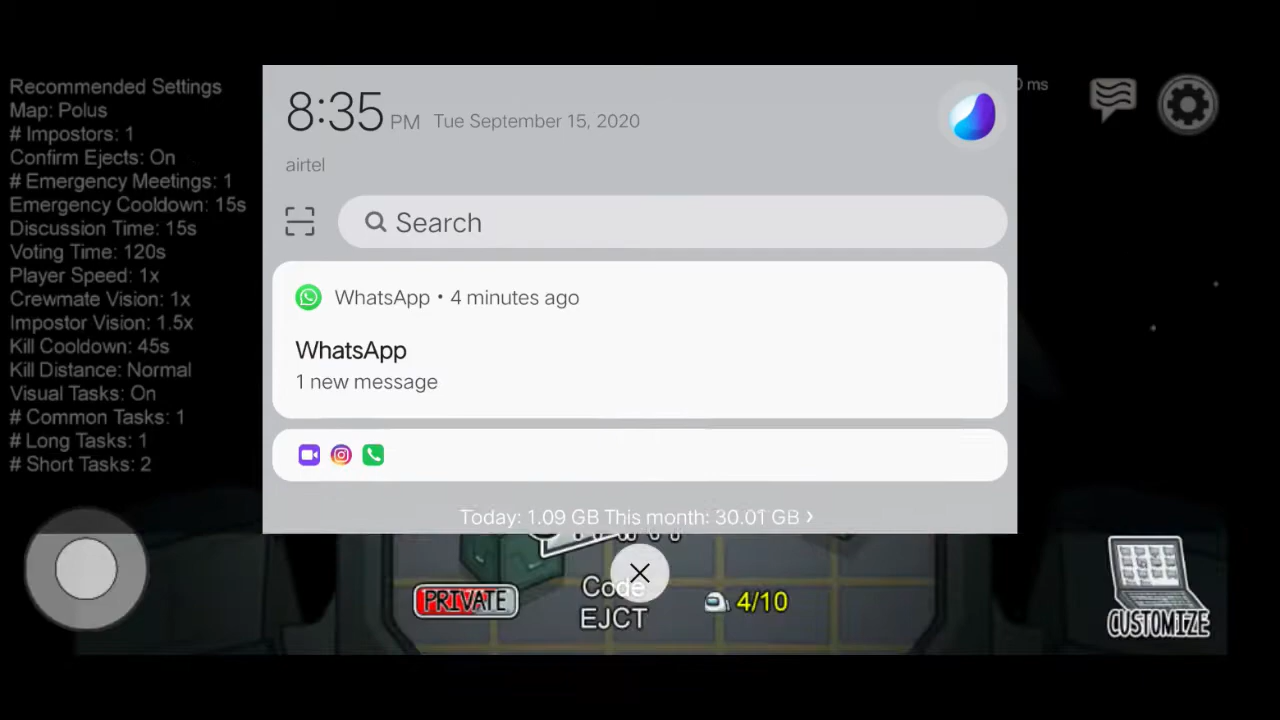 Recommended Settings
Map: Polus
# Impostors: 1
Confirm Ejects: On
# Emergency Meetings: 1
Emergency Cooldown: 15s
Discussion Time: 15s
Voting Time: 120s
Player Speed: 1x
Crewmate Vision: 1x
Impostor Vision: 1.5x
Kill Cooldown: 45s
Kill Distance: Normal
Visual Tasks: On
# Common Tasks: 1
# Long Tasks: 1
# Short Tasks: 2
8:35 PM Tue September 15, 2020
airtel
Search
WhatsApp • 4 minutes ago
WhatsApp
1 new message
Today: 1.09 GB This month: 30.01 GB ›
ms
PRIVATE
Code
EJCT
4/10
CUSTOMIZE